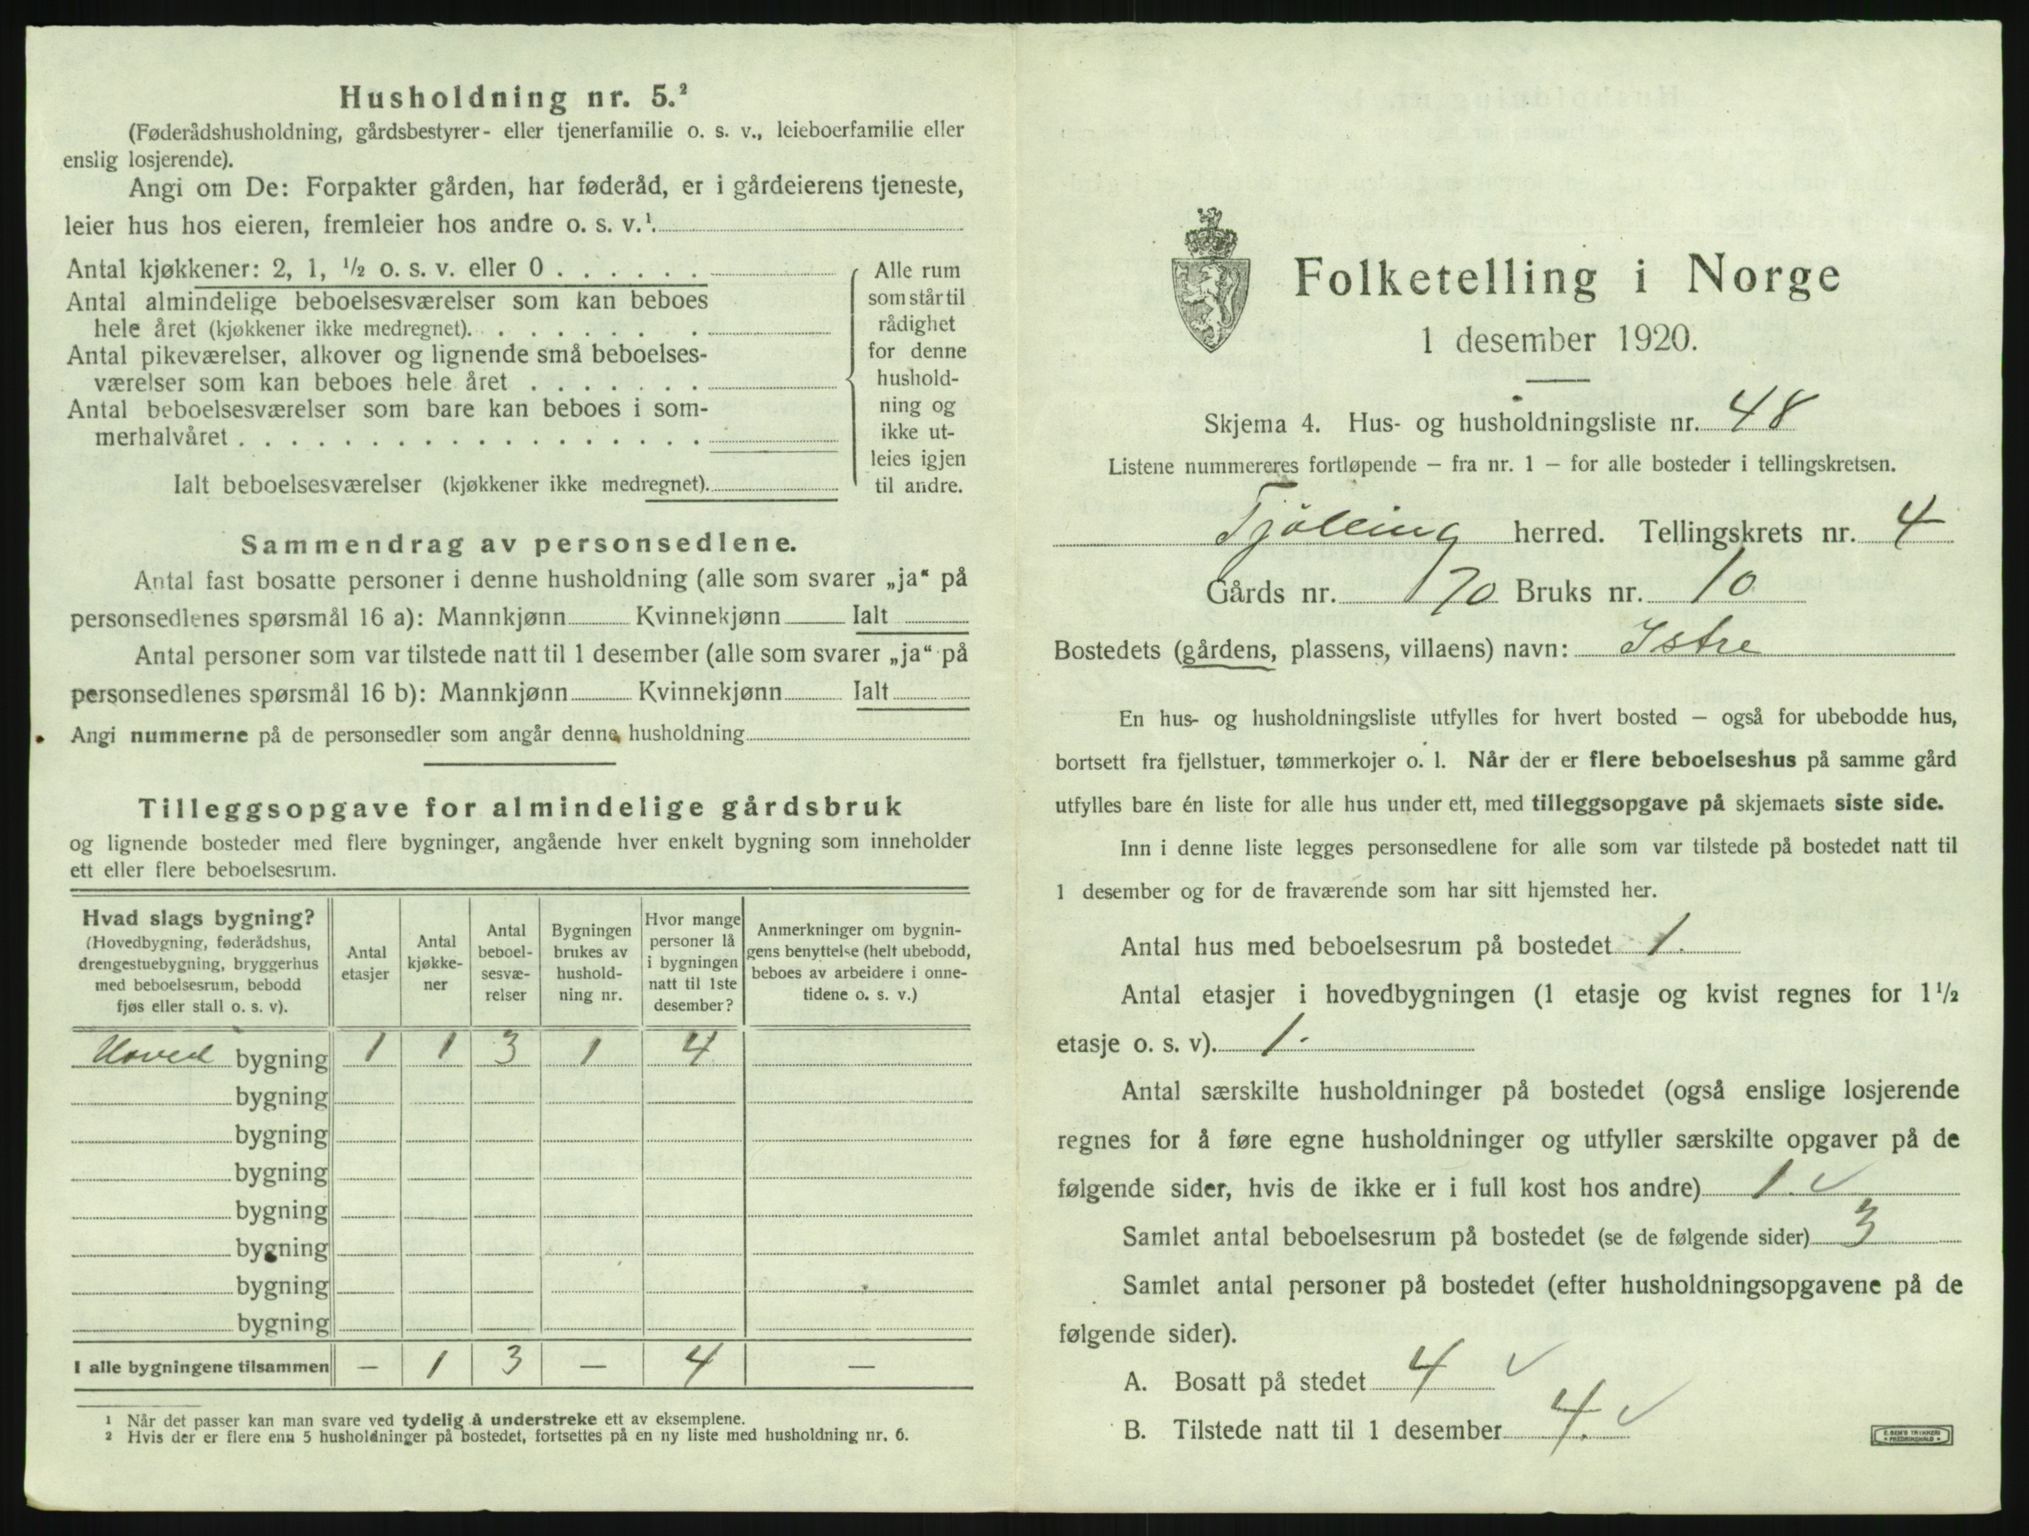 Husholdning nr. 5.²
(Føderådshusholdning, gårdsbestyrer- eller tjenerfamilie o. s. v., leieboerfamilie eller
enslig losjerende).
Angi om De: Forpakter gården, har føderåd, er i gårdeierens tjeneste,
leier hus hos eieren, fremleier hos andre o. s. v.¹.
Antal kjøkkener: 2, 1, ½ o. s. v. eller 0 . . . . . .
Antal almindelige beboelsesværelser som kan beboes
hele året (kjøkkener ikke medregnet). . . . . . . .
Antal pikeværelser, alkover og lignende små beboelses-
værelser som kan beboes hele året . . . . . . .
Antal beboelsesværelser som bare kan beboes i som-
merhalvåret . . . . . . . . . . . . . . . . . .
Ialt beboelsesværelser (kjøkkener ikke medregnet).
Alle rum
som står til
rådighet
for denne
hushold-
ning og
ikke ut-
leies igjen
til andre.
Sammendrag av personsedlene.
Antal fast bosatte personer i denne husholdning (alle som svarer „ja“ på
personsedlenes spørsmål 16 a): Mannkjønn Kvinnekjønn Ialt
Antal personer som var tilstede natt til 1 desember (alle som svarer „ja“ på
personsedlenes spørsmål 16 b): Mannkjønn Kvinnekjønn Ialt
Angi nummerne på de personsedler som angår denne husholdning
Tilleggsopgave for almindelige gårdsbruk
og lignende bosteder med flere bygninger, angående hver enkelt bygning som inneholder
ett eller flere beboelsesrum.
Hvad slags bygning?
(Hovedbygning, føderådshus,
drengestuebygning, bryggerhus
med beboelsesrum, bebodd
fjøs eller stall o. s. v).
Antal
etasjer
Antal
kjøkke-
ner
Antal
beboel-
sesvæ-
relser
Bygningen
brukes av
hushold-
ning nr.
Hvor mange
personer lå
i bygningen
natt til 1ste
desember?
Anmerkninger om bygnin-
gens benyttelse (helt ubebodd,
beboes av arbeidere i onne-
tidene o. s. v.)
Hoved bygning 1 1 3 1 4
bygning
bygning
bygning
bygning
bygning
bygning
bygning
I alle bygningene tilsammen — 1 3 — 4 —
¹ Når det passer kan man svare ved tydelig å understreke ett av eksemplene.
² Hvis der er flere enn 5 husholdninger på bostedet, fortsettes på en ny liste med husholdning nr. 6.
Folketelling i Norge
1 desember 1920.
Skjema 4. Hus- og husholdningsliste nr. 48
Listene nummereres fortløpende – fra nr. 1 – for alle bosteder i tellingskretsen.
Tjølling herred. Tellingskrets nr. 4
Gårds nr. 70 Bruks nr. 10
Bostedets (gårdens, plassens, villaens) navn: Istre
En hus- og husholdningsliste utfylles for hvert bosted – også for ubebodde hus,
bortsett fra fjellstuer, tømmerkojer o. l. Når der er flere beboelseshus på samme gård
utfylles bare én liste for alle hus under ett, med tilleggsopgave på skjemaets siste side.
Inn i denne liste legges personsedlene for alle som var tilstede på bostedet natt til
1 desember og for de fraværende som har sitt hjemsted her.
Antal hus med beboelsesrum på bostedet 1.
Antal etasjer i hovedbygningen (1 etasje og kvist regnes for 1½
etasje o. s. v). 1.
Antal særskilte husholdninger på bostedet (også enslige losjerende
regnes for å føre egne husholdninger og utfyller særskilte opgaver på de
følgende sider, hvis de ikke er i full kost hos andre) 1. ✓
Samlet antal beboelsesrum på bostedet (se de følgende sider) 3
Samlet antal personer på bostedet (efter husholdningsopgavene på de
følgende sider).
A. Bosatt på stedet 4 ✓
B. Tilstede natt til 1 desember 4. ✓